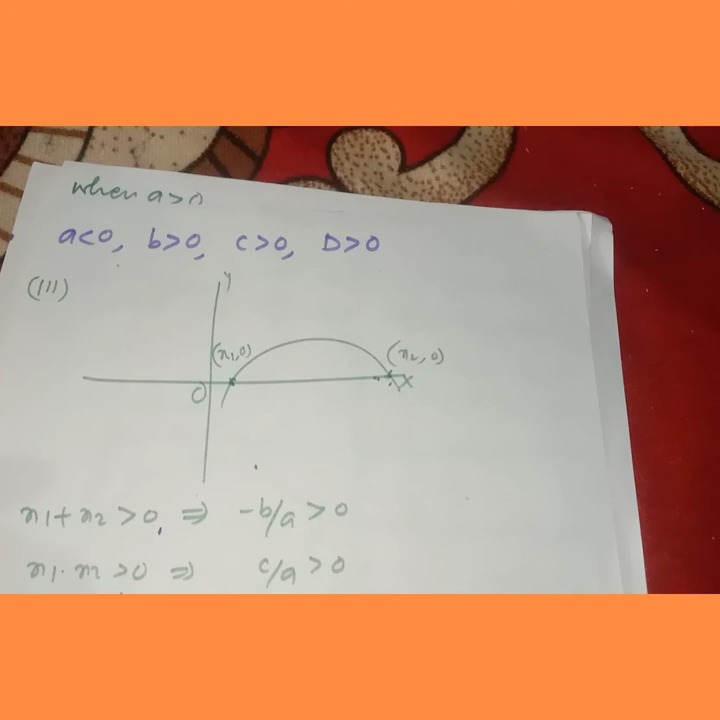 when a>0
a<0, b>0, c>0, D>0
(III)
Y
(x1,0) (x2,0)
O X
x1+x2>0, ⇒ -b/a >0
x1.x2 >0 ⇒ c/a >0